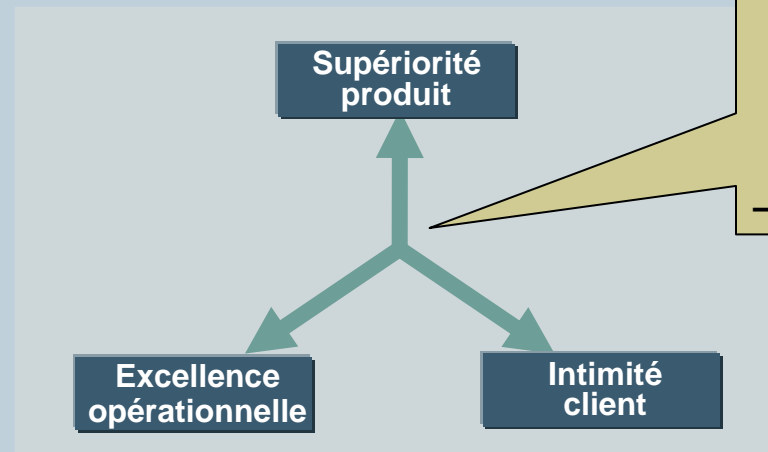 Supériorité
produit
Excellence
opérationnelle
Intimité
client